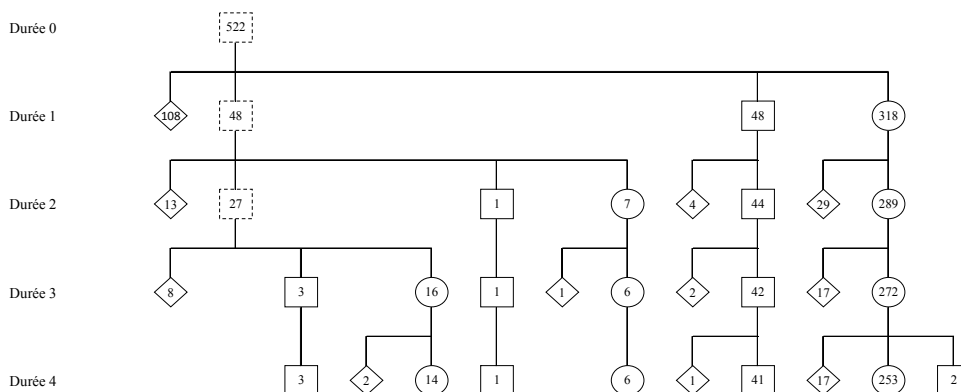 Durée 0 522
Durée 1 108 48 48 318
Durée 2 13 27 1 7 4 44 29 289
Durée 3 8 3 16 1 1 6 2 42 17 272
Durée 4 3 2 14 1 6 1 41 17 253 2